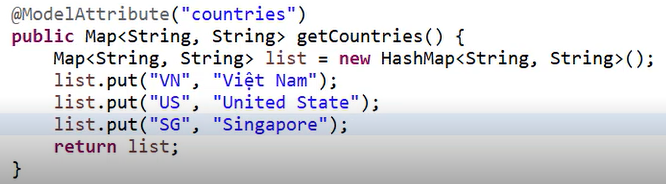 @ModelAttribute("countries")
public Map<String, String> getCountries() {
    Map<String, String> list = new HashMap<String, String>();
    list.put("VN", "Việt Nam");
    list.put("US", "United State");
    list.put("SG", "Singapore");
    return list;
}